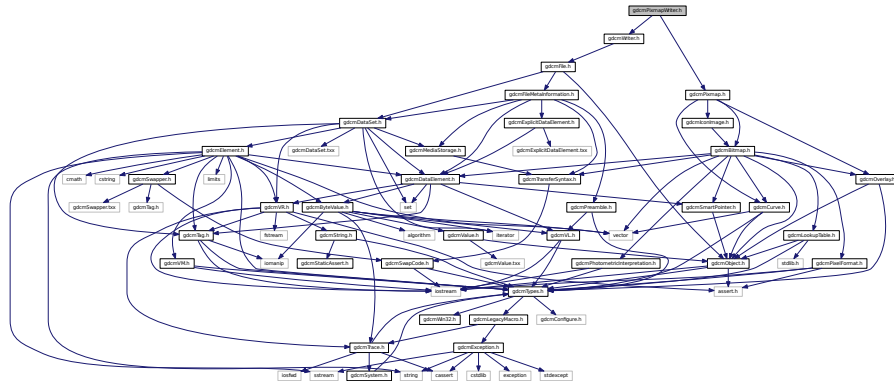 gdcmPixmapWriter.h
gdcmWriter.h
gdcmFile.h
gdcmFileMetaInformation.h
gdcmPixmap.h
gdcmDataSet.h
gdcmExplicitDataElement.h
gdcmIconImage.h
gdcmElement.h
gdcmDataSet.txx
gdcmMediaStorage.h
gdcmExplicitDataElement.txx
gdcmBitmap.h
cmath
cstring
gdcmSwapper.h
limits
gdcmDataElement.h
gdcmTransferSyntax.h
gdcmOverlay.h
gdcmSwapper.txx
gdcmTag.h
gdcmVR.h
gdcmByteValue.h
set
gdcmPreamble.h
gdcmSmartPointer.h
gdcmCurve.h
gdcmTag.h
fstream
gdcmString.h
algorithm
gdcmValue.h
iterator
gdcmVL.h
vector
gdcmLookupTable.h
gdcmVM.h
iomanip
gdcmStaticAssert.h
gdcmSwapCode.h
gdcmValue.txx
gdcmPhotometricInterpretation.h
gdcmObject.h
stdlib.h
gdcmPixelFormat.h
iostream
gdcmTypes.h
assert.h
gdcmWin32.h
gdcmLegacyMacro.h
gdcmConfigure.h
gdcmTrace.h
gdcmException.h
iosfwd
sstream
gdcmSystem.h
string
cassert
cstdlib
exception
stdexcept